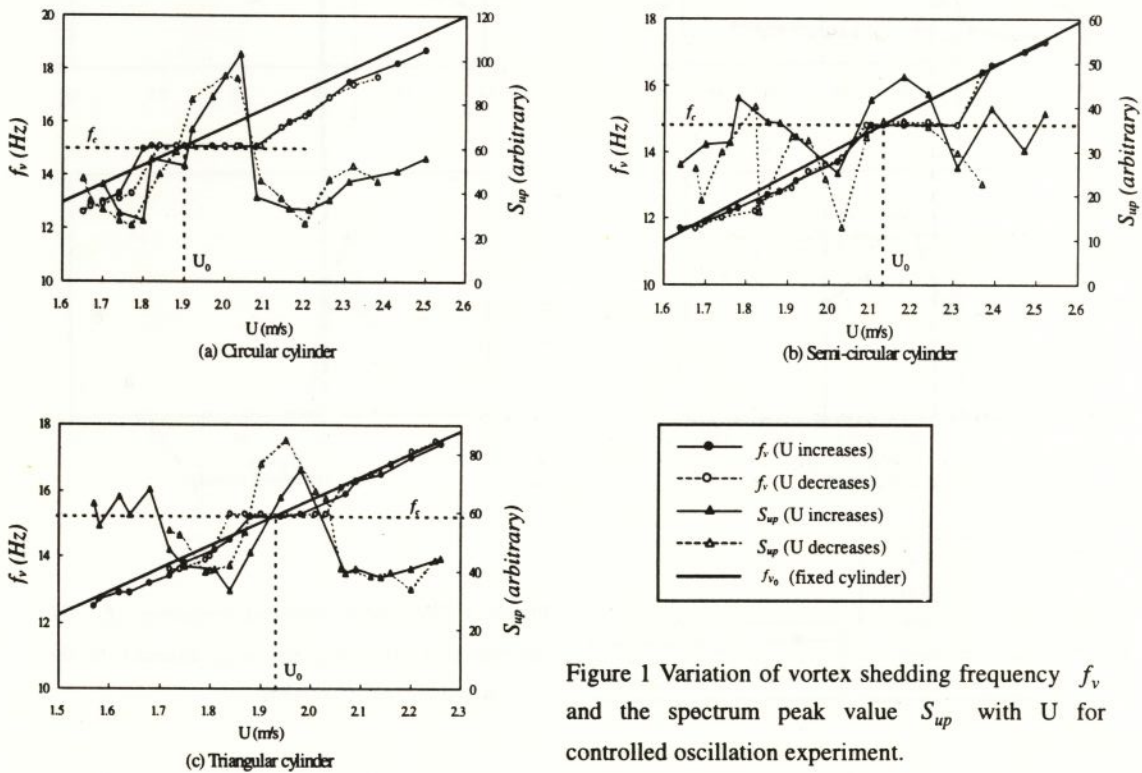 20
18
16
14
12
10
f_v (Hz)
120
100
80
60
40
20
0
S_up (arbitrary)
f_c
U_0
1.6 1.7 1.8 1.9 2.0 2.1 2.2 2.3 2.4 2.5 2.6
U (m/s)
(a) Circular cylinder
18
16
14
12
10
f_v (Hz)
60
50
40
30
20
10
0
S_up (arbitrary)
f_c
U_0
1.6 1.7 1.8 1.9 2.0 2.1 2.2 2.3 2.4 2.5 2.6
U (m/s)
(b) Semi-circular cylinder
18
16
14
12
10
f_v (Hz)
80
60
40
20
0
S_up (arbitrary)
f_c
U_0
1.5 1.6 1.7 1.8 1.9 2.0 2.1 2.2 2.3
U (m/s)
(c) Triangular cylinder
f_v (U increases)
f_v (U decreases)
S_up (U increases)
S_up (U decreases)
f_v0 (fixed cylinder)
Figure 1 Variation of vortex shedding frequency f_v
and the spectrum peak value S_up with U for
controlled oscillation experiment.